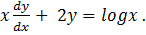 x dy/dx + 2y = logx .